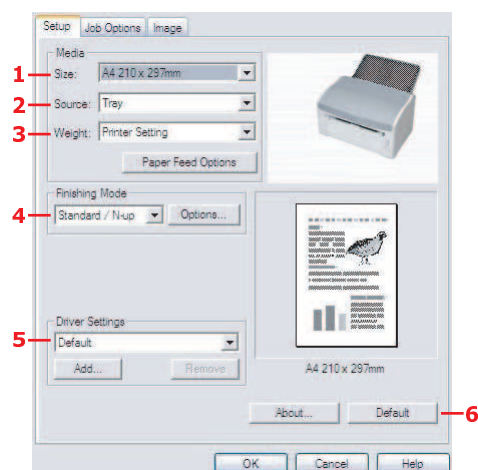 Setup Job Options Image
Media
1 Size: A4 210 x 297mm
2 Source: Tray
3 Weight: Printer Setting
Paper Feed Options
Finishing Mode
4 Standard / N-up Options...
Driver Settings
5 Default
Add... Remove
A4 210 x 297mm
About... Default 6
OK Cancel Help